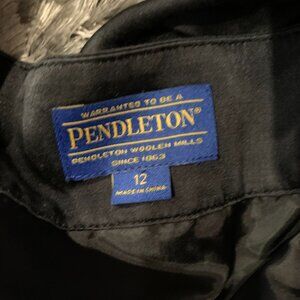 WARRANTED TO BE A
PENDLETON®
PENDLETON WOOLEN MILLS
SINCE 1863
12
MADE IN CHINA